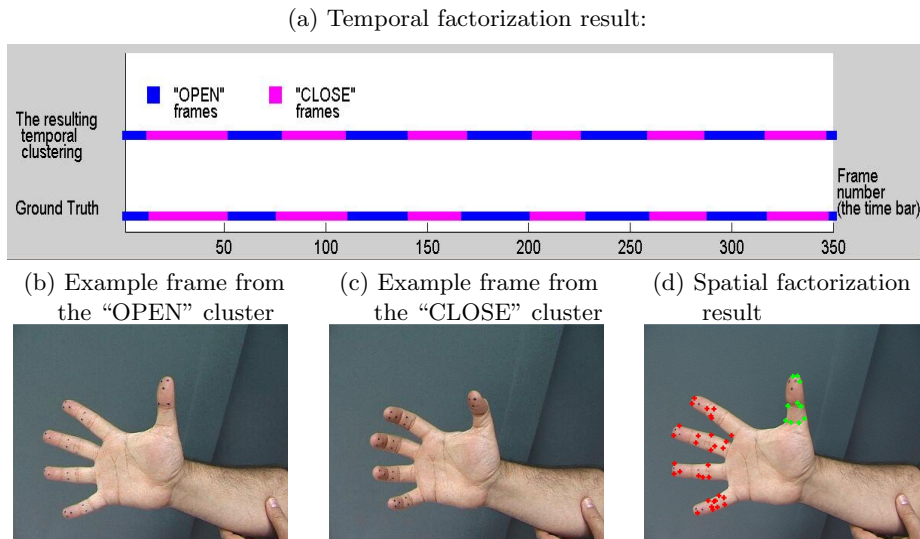 (a) Temporal factorization result:
"OPEN"
frames
"CLOSE"
frames
The resulting
temporal
clustering
Ground Truth
Frame
number
(the time bar)
50 100 150 200 250 300 350
(b) Example frame from
the “OPEN” cluster
(c) Example frame from
the “CLOSE” cluster
(d) Spatial factorization
result